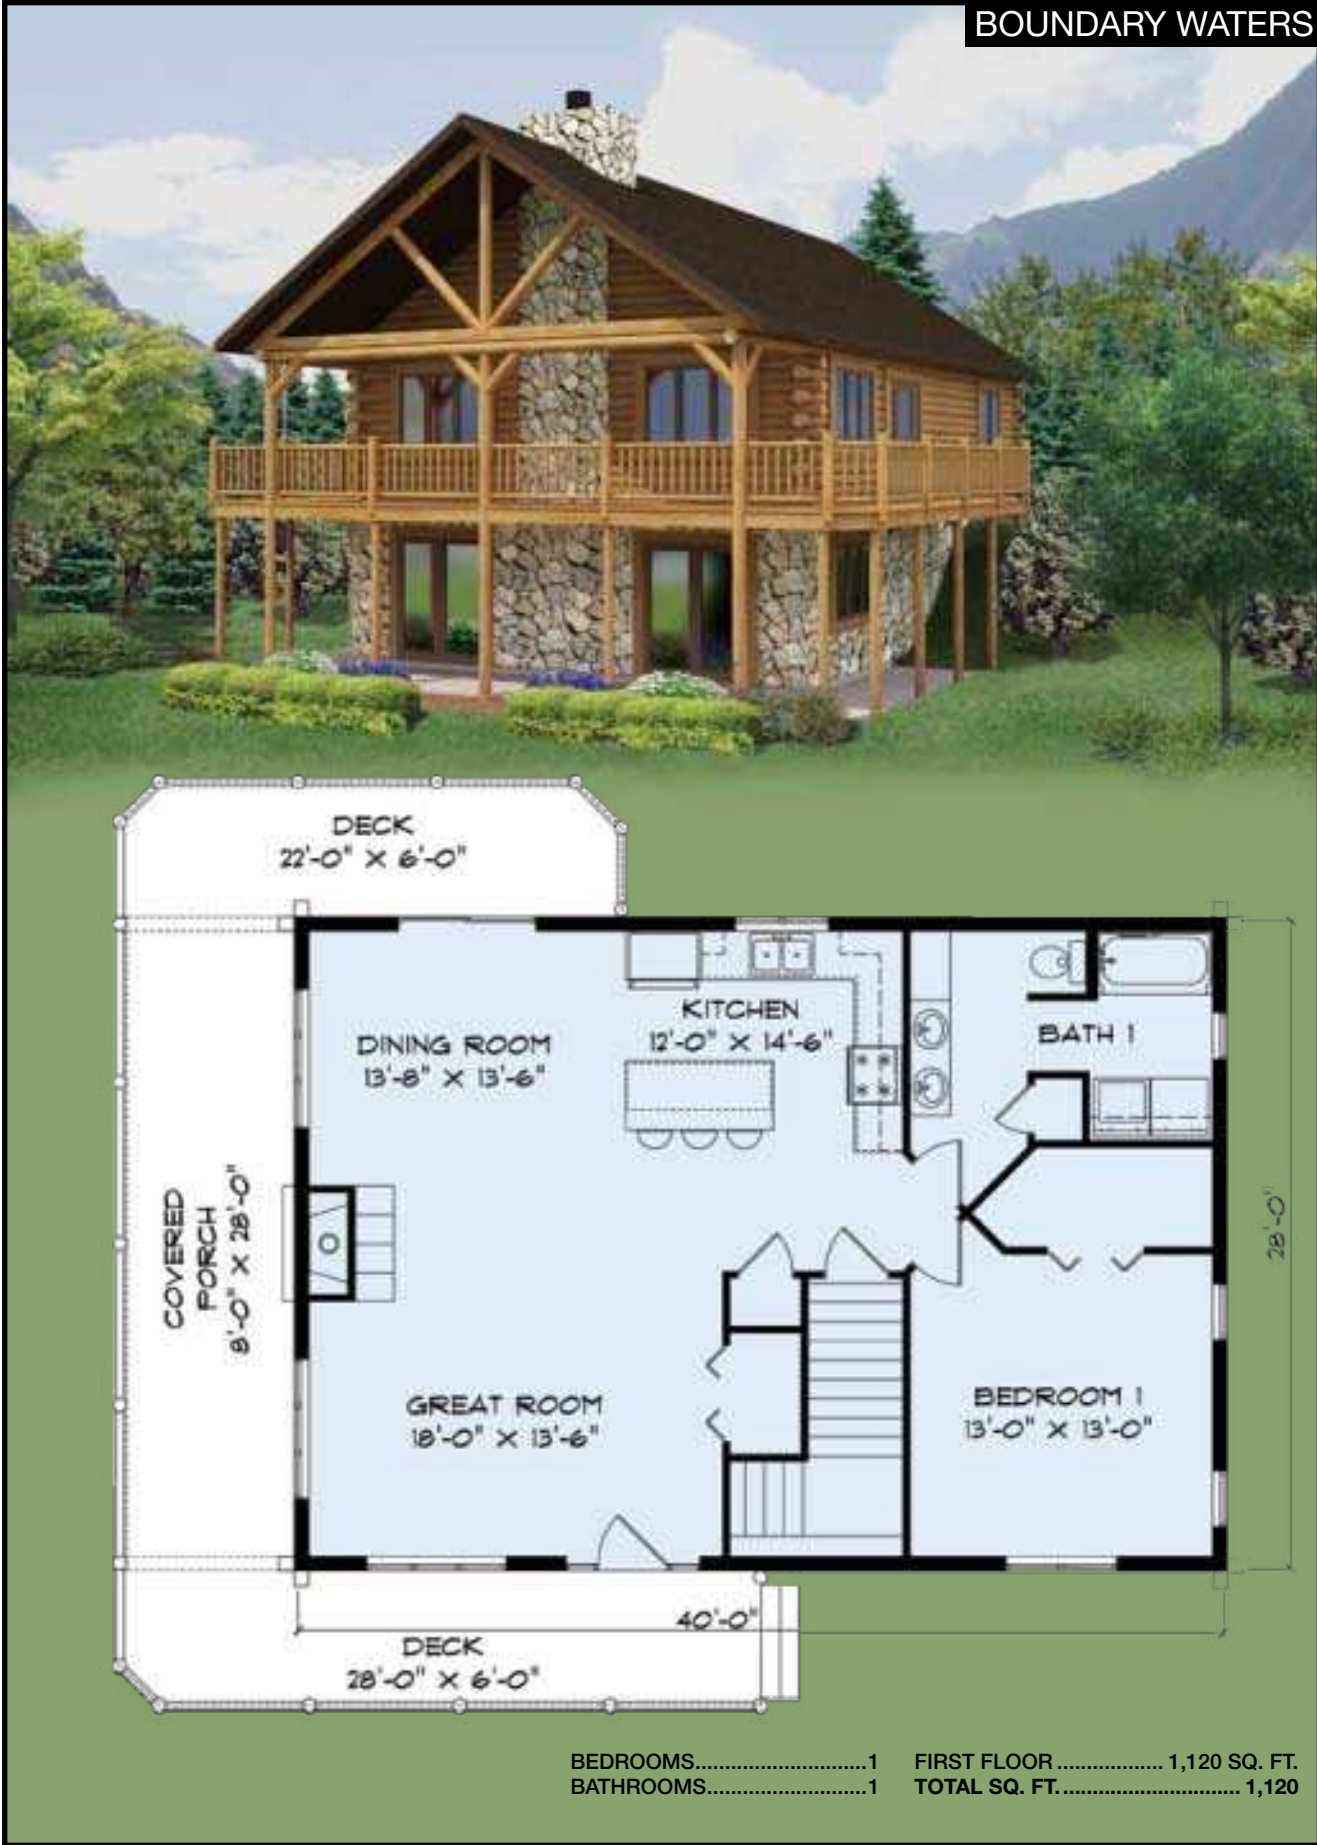 BOUNDARY WATERS
DECK
22'-0" X 6'-0"
KITCHEN
12'-0" X 14'-6"
DINING ROOM
13'-8" X 13'-6"
BATH 1
COVERED
PORCH
8'-0" X 28'-0"
28'-0"
GREAT ROOM
18'-0" X 13'-6"
BEDROOM 1
13'-0" X 13'-0"
40'-0"
DECK
28'-0" X 6'-0"
BEDROOMS.............................1
BATHROOMS...........................1
FIRST FLOOR .................. 1,120 SQ. FT.
TOTAL SQ. FT............................... 1,120